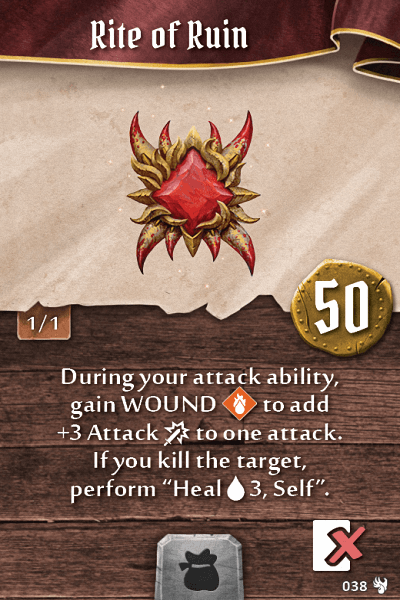 Rite of Ruin
50
1/1
During your attack ability,
gain WOUND to add
+3 Attack to one attack.
If you kill the target,
perform “Heal 3, Self”.
038